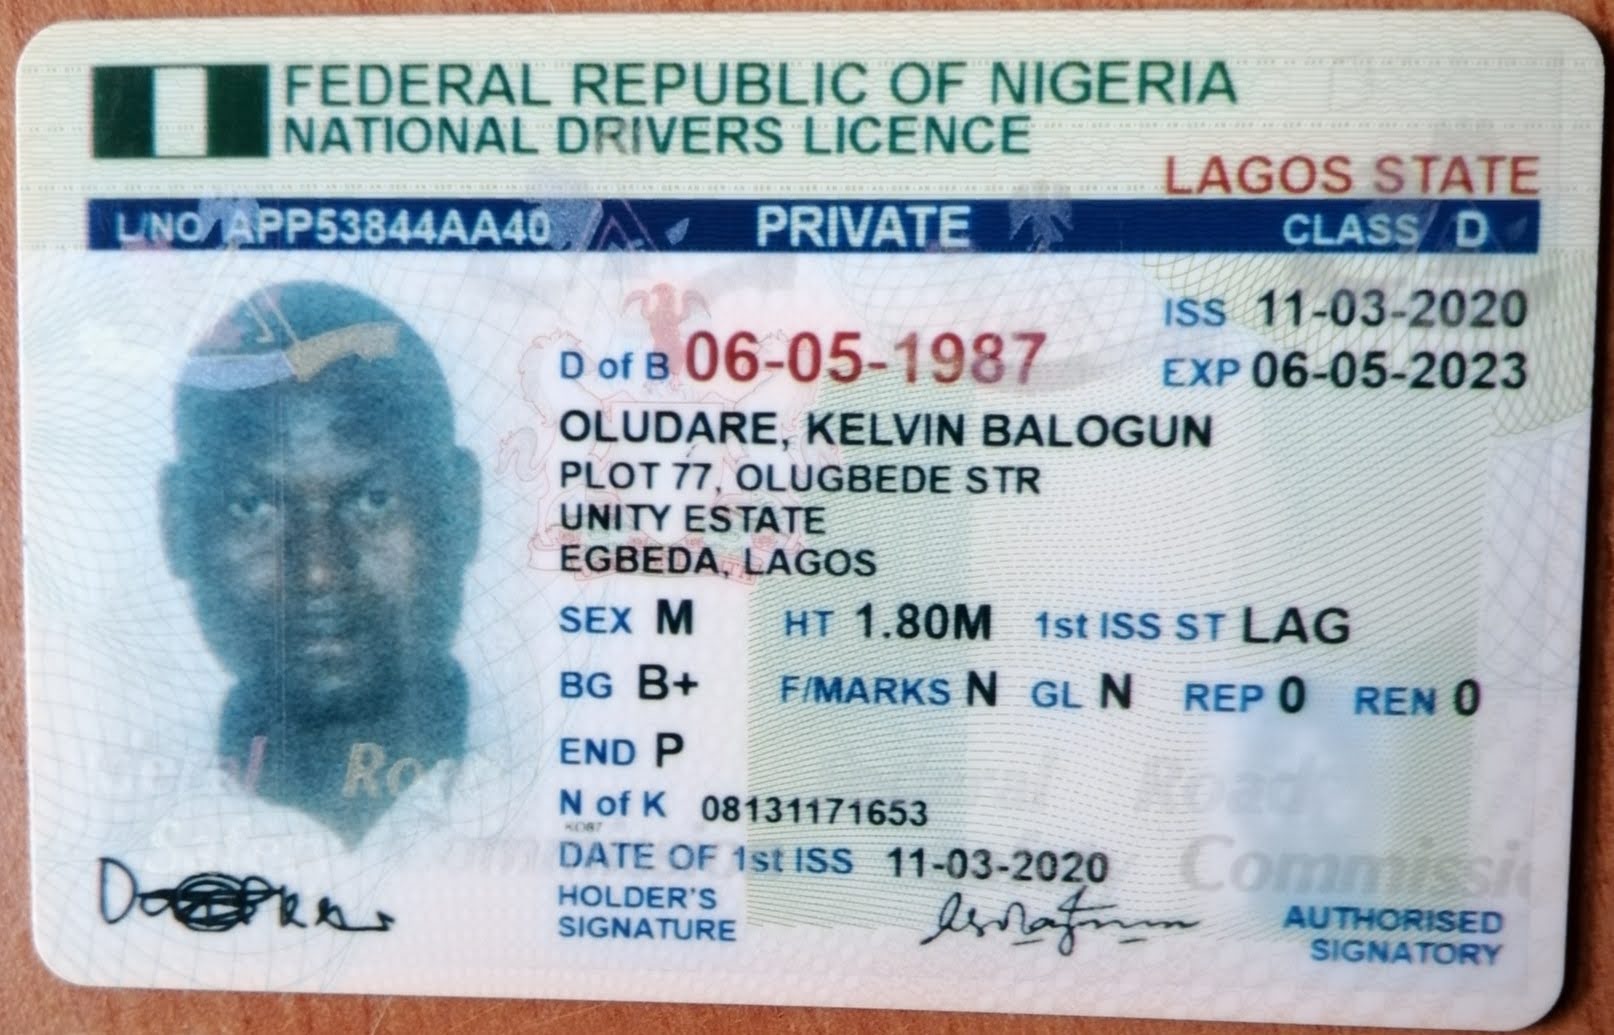 FEDERAL REPUBLIC OF NIGERIA
NATIONAL DRIVERS LICENCE
LAGOS STATE
L/NO APP53844AA40 PRIVATE CLASS D
ISS 11-03-2020
D of B 06-05-1987 EXP 06-05-2023
OLUDARE, KELVIN BALOGUN
PLOT 77, OLUGBEDE STR
UNITY ESTATE
EGBEDA, LAGOS
SEX M HT 1.80M 1st ISS ST LAG
BG B+ F/MARKS N GL N REP 0 REN 0
END P
N of K 08131171653
DATE OF 1st ISS 11-03-2020
HOLDER'S
SIGNATURE
AUTHORISED
SIGNATORY
Road
Commissi